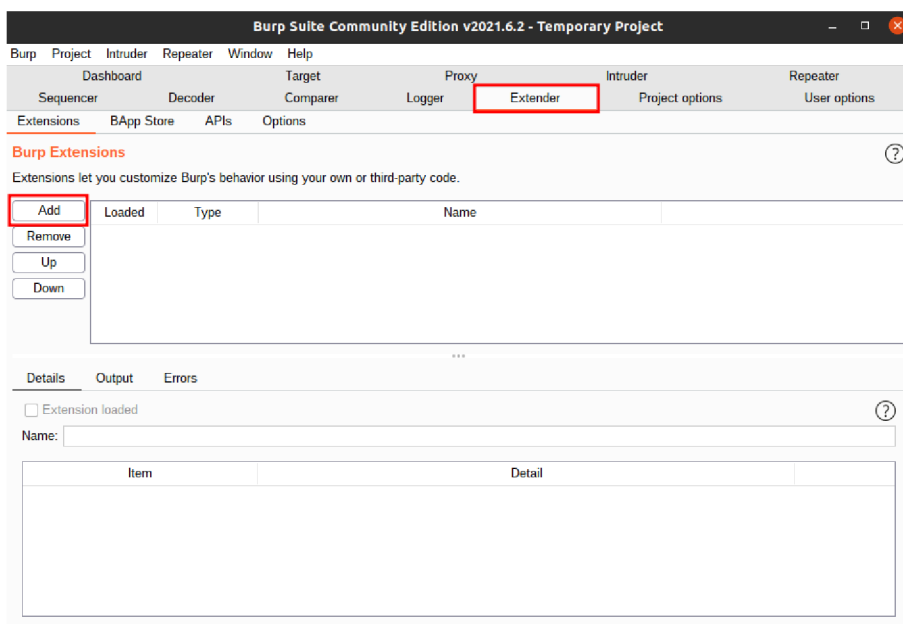 Burp Suite Community Edition v2021.6.2 - Temporary Project
Burp Project Intruder Repeater Window Help
Dashboard Target Proxy Intruder Repeater
Sequencer Decoder Comparer Logger Extender Project options User options
Extensions BApp Store APIs Options
Burp Extensions
Extensions let you customize Burp's behavior using your own or third-party code.
Add Loaded Type Name
Remove
Up
Down
Details Output Errors
Extension loaded
Name:
Item Detail